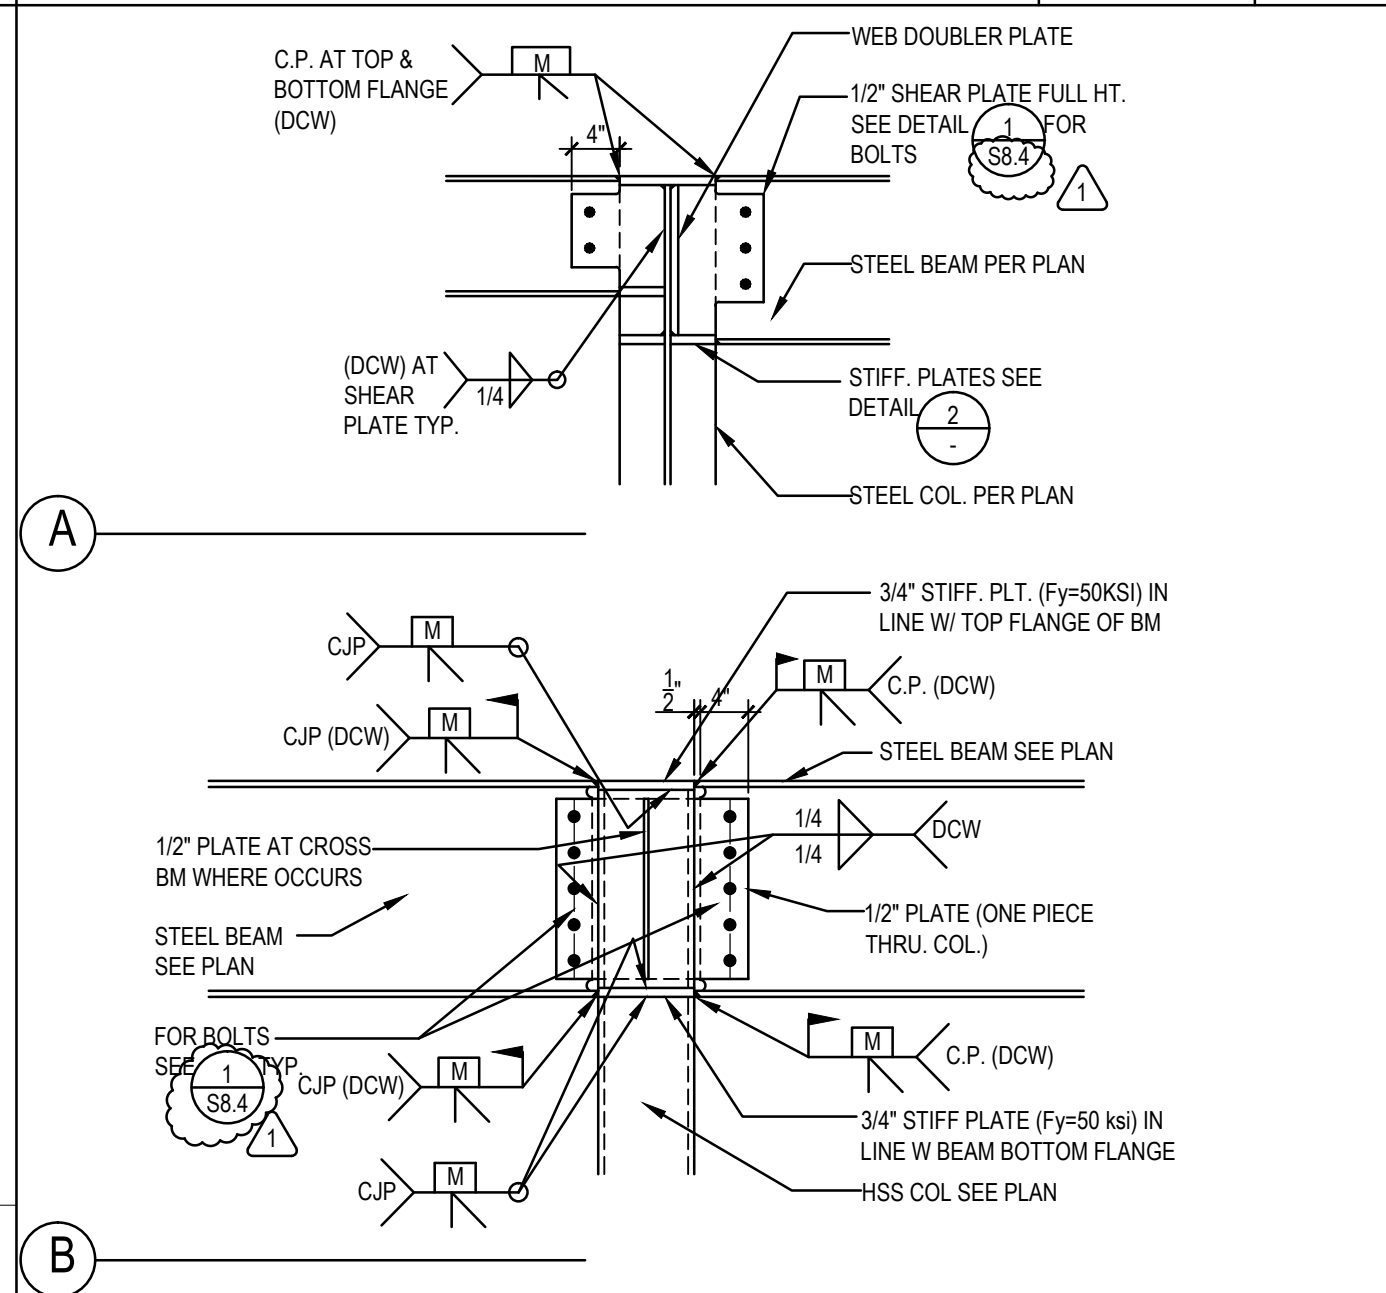 C.P. AT TOP &
BOTTOM FLANGE
(DCW)
M
4"
WEB DOUBLER PLATE
1/2" SHEAR PLATE FULL HT.
SEE DETAIL 1 FOR
S8.4
BOLTS
1
STEEL BEAM PER PLAN
(DCW) AT
SHEAR
PLATE TYP.
1/4
STIFF. PLATES SEE
DETAIL 2
-
STEEL COL. PER PLAN
A
3/4" STIFF. PLT. (Fy=50KSI) IN
LINE W/ TOP FLANGE OF BM
CJP
M
CJP (DCW)
M
1/2"
4"
M
C.P. (DCW)
STEEL BEAM SEE PLAN
1/2" PLATE AT CROSS
BM WHERE OCCURS
1/4
1/4
DCW
1/2" PLATE (ONE PIECE
THRU. COL.)
STEEL BEAM
SEE PLAN
FOR BOLTS
SEE 1 TYP.
S8.4
1
CJP (DCW)
M
M
C.P. (DCW)
3/4" STIFF PLATE (Fy=50 ksi) IN
LINE W BEAM BOTTOM FLANGE
CJP
M
HSS COL SEE PLAN
B